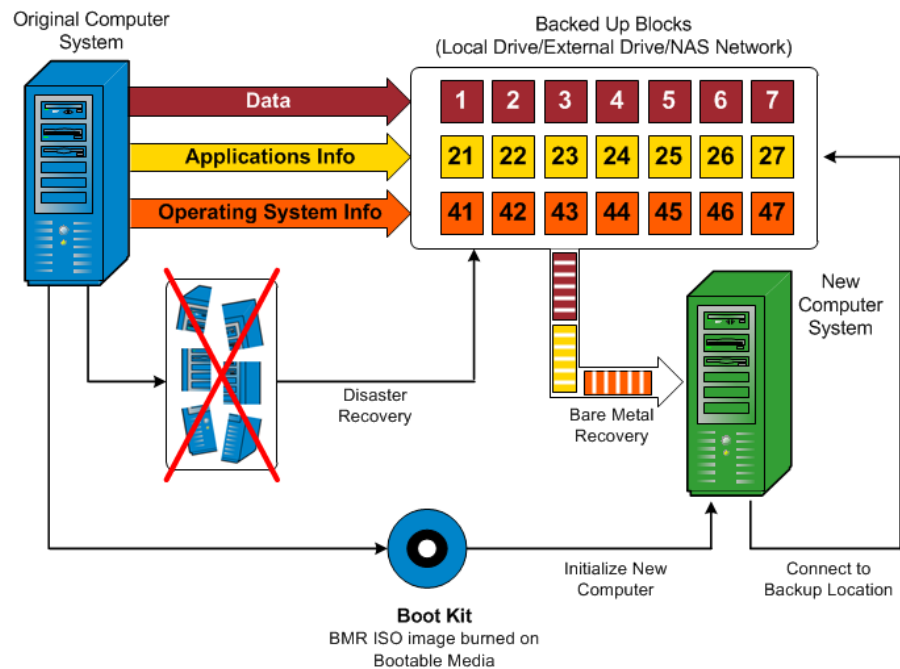 Original Computer
System
Backed Up Blocks
(Local Drive/External Drive/NAS Network)
Data
1 2 3 4 5 6 7
Applications Info
21 22 23 24 25 26 27
Operating System Info
41 42 43 44 45 46 47
New
Computer
System
Disaster
Recovery
Bare Metal
Recovery
Initialize New
Computer
Connect to
Backup Location
Boot Kit
BMR ISO image burned on
Bootable Media